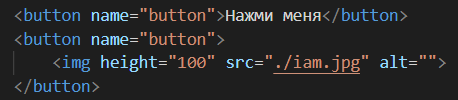 <button name="button">Нажми меня</button>
<button name="button">
<img height="100" src="./iam.jpg" alt="">
</button>